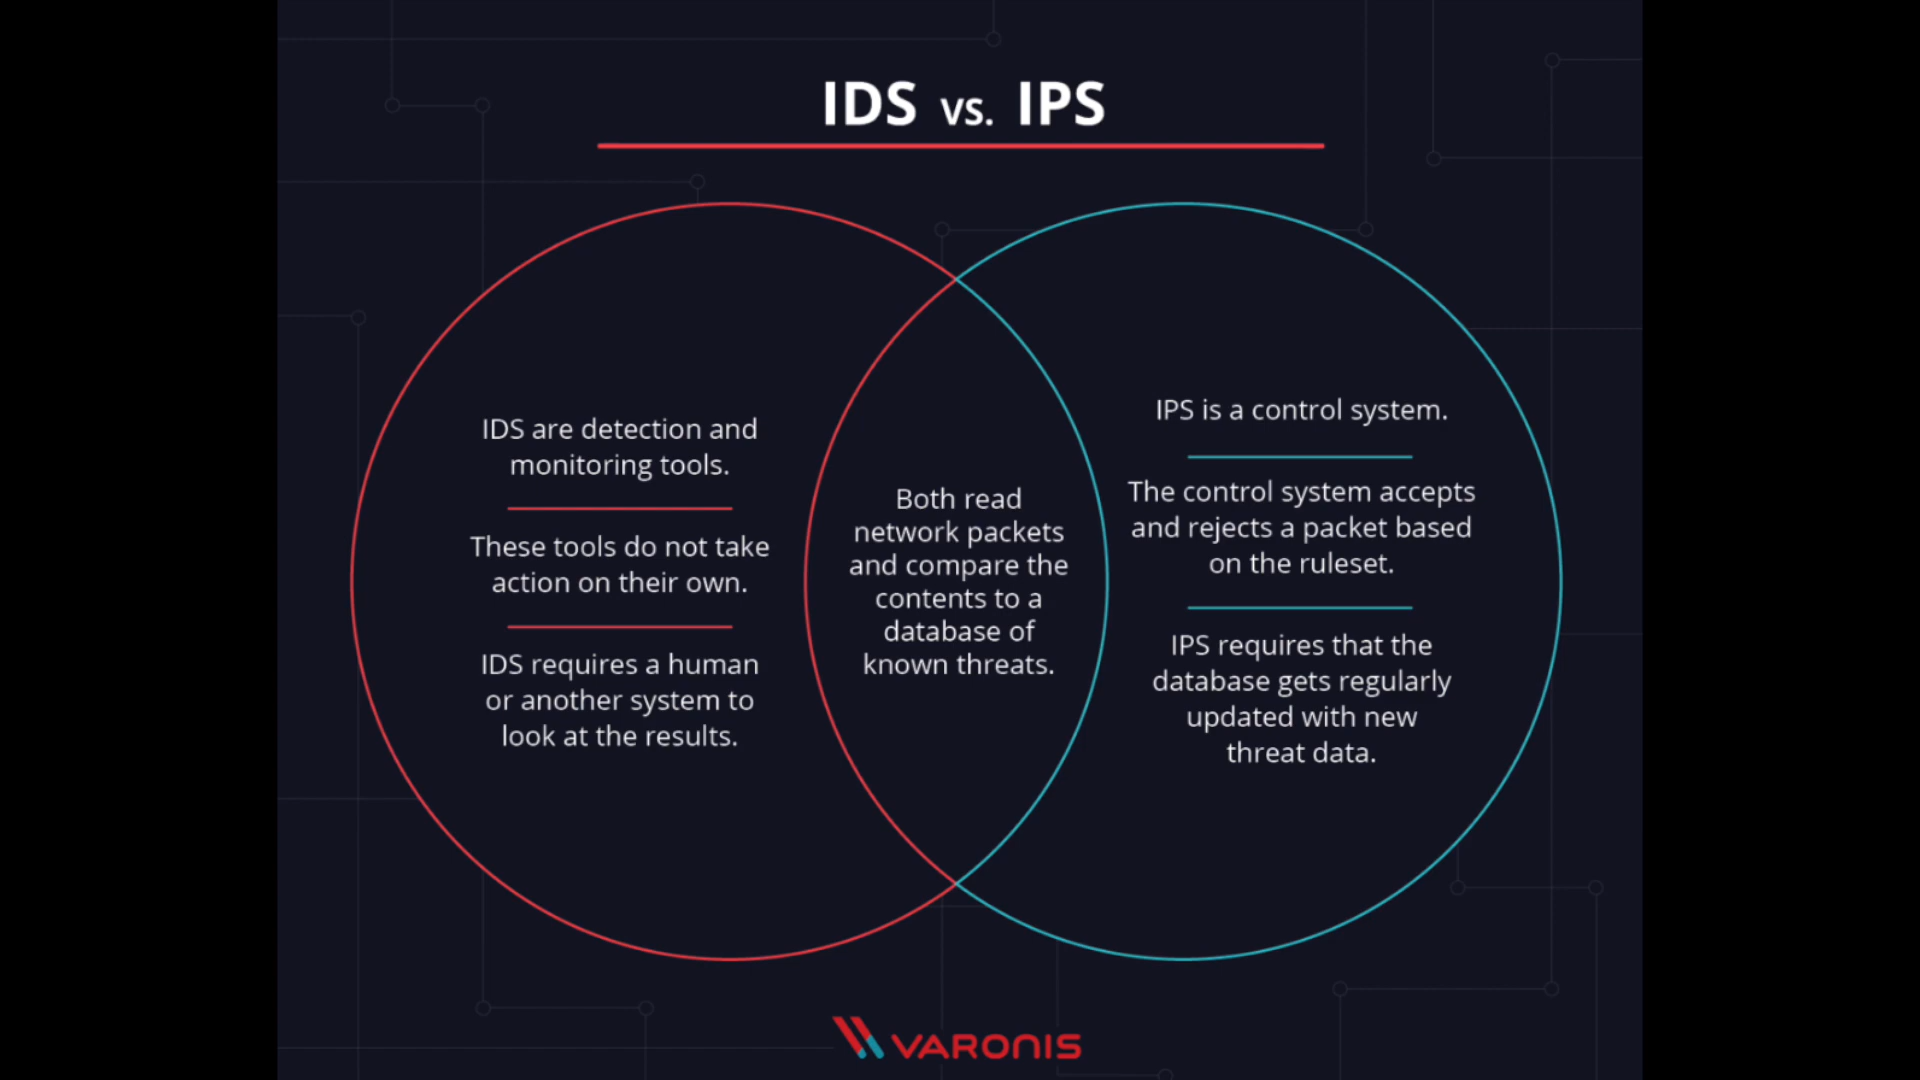 IDS vs. IPS
IDS are detection and
monitoring tools.
These tools do not take
action on their own.
IDS requires a human
or another system to
look at the results.
Both read
network packets
and compare the
contents to a
database of
known threats.
IPS is a control system.
The control system accepts
and rejects a packet based
on the ruleset.
IPS requires that the
database gets regularly
updated with new
threat data.
VARONIS